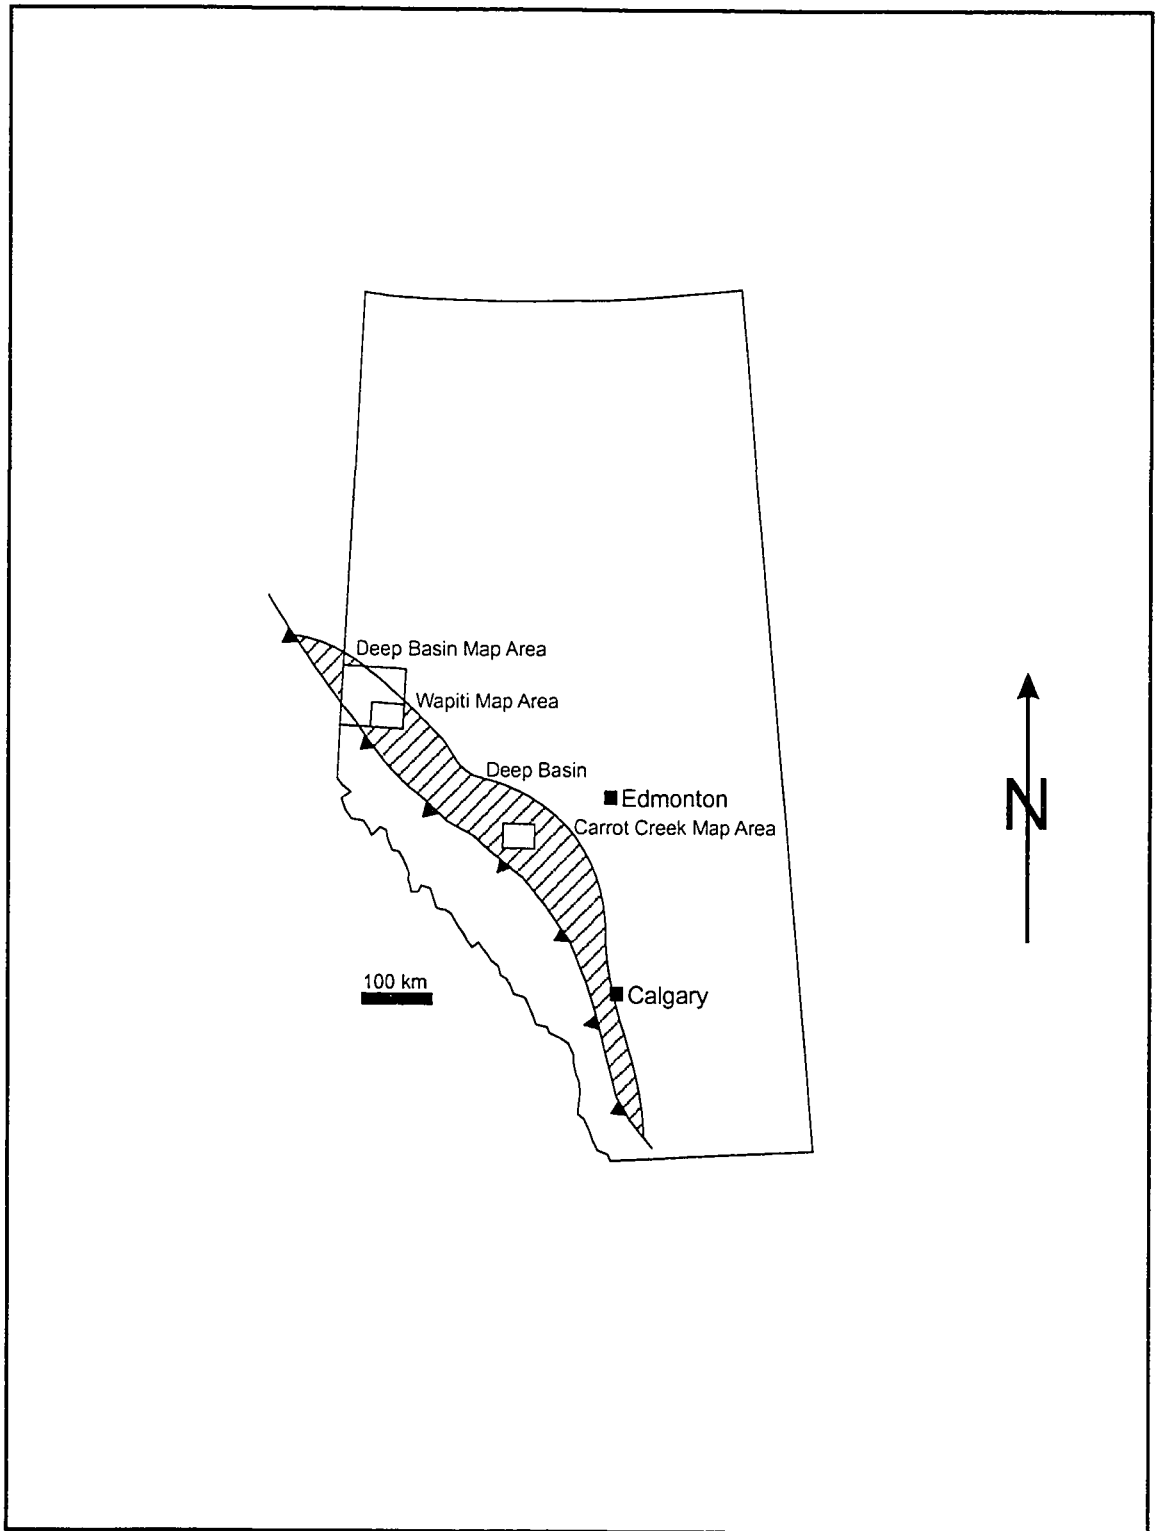 Deep Basin Map Area
Wapiti Map Area
Deep Basin
Edmonton
Carrot Creek Map Area
N
100 km
Calgary